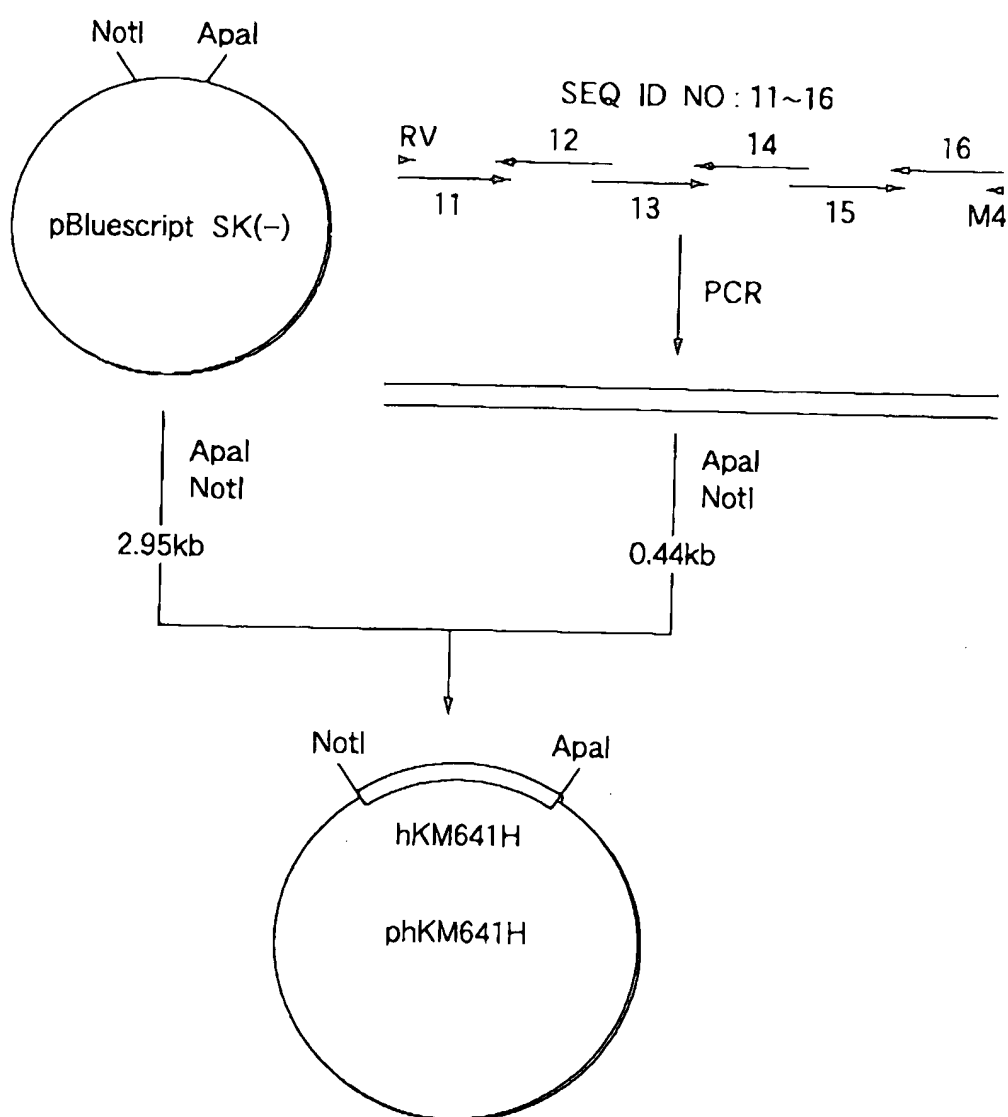 NotI ApaI
pBluescript SK(-)
SEQ ID NO : 11~16
RV 12 14 16
11 13 15 M4
PCR
ApaI
NotI
2.95kb
ApaI
NotI
0.44kb
NotI ApaI
hKM641H
phKM641H